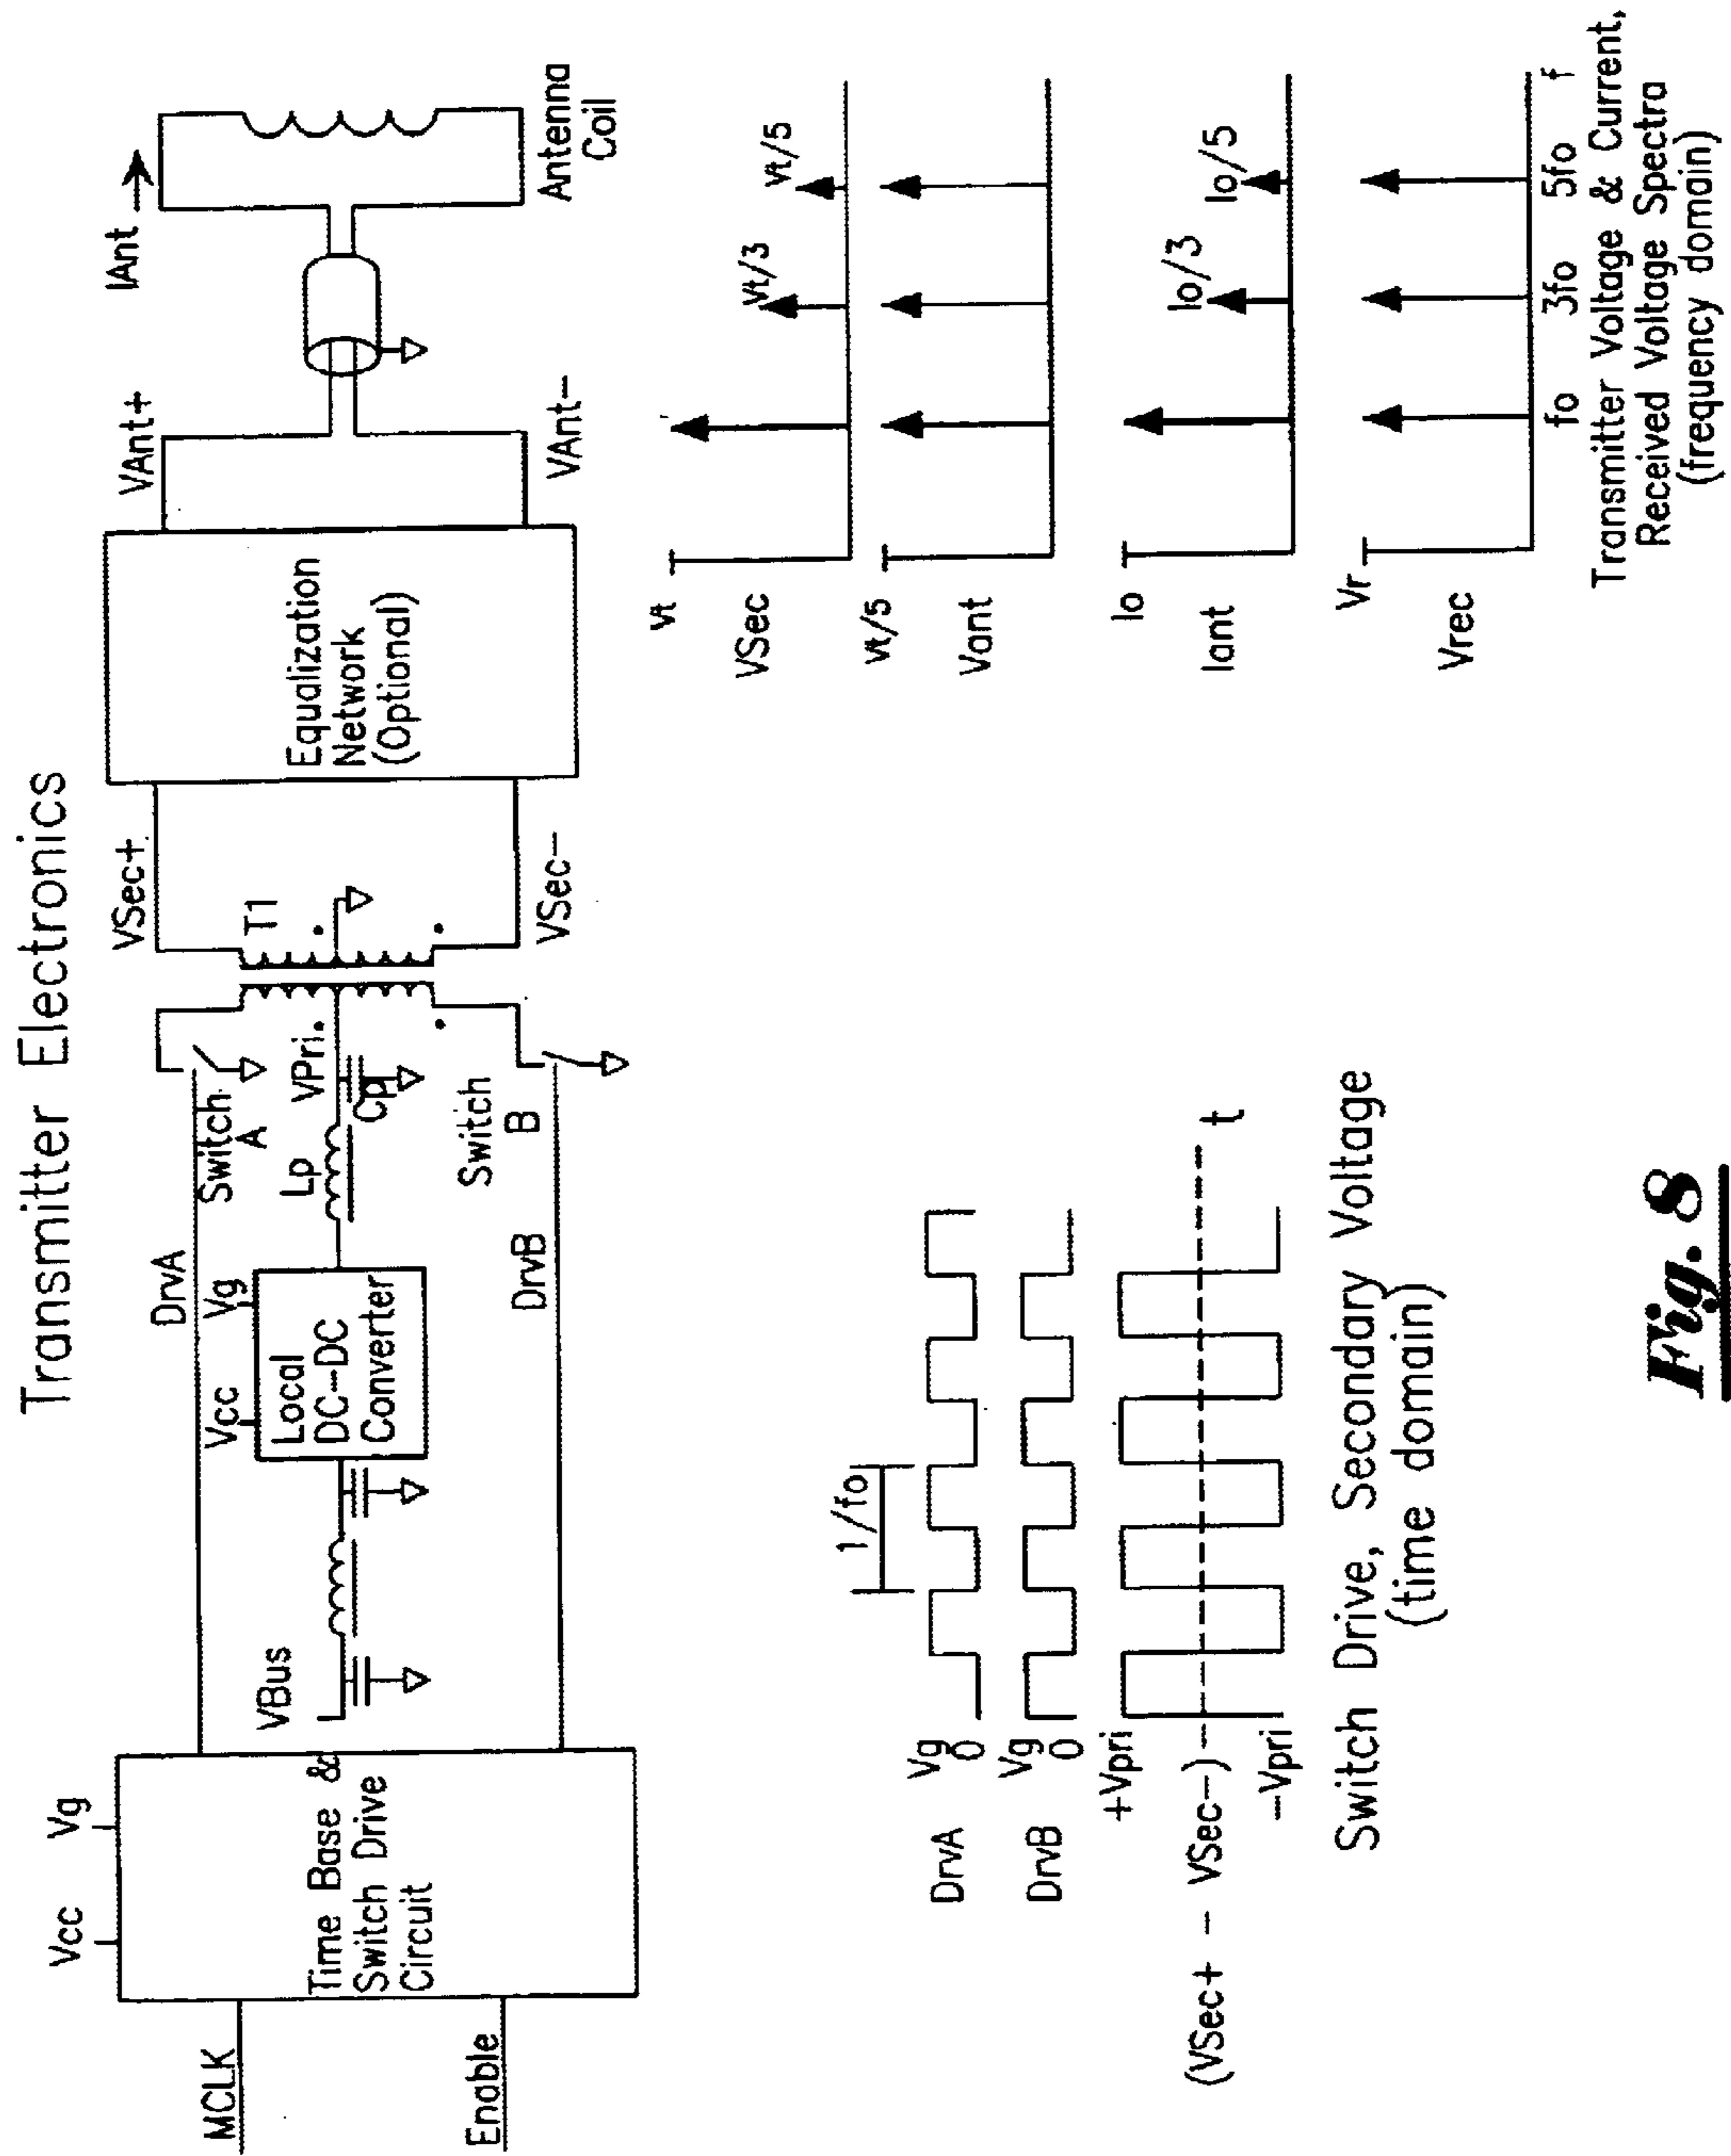 Transmitter Electronics
Vcc
Vg
MCLK
Enable
Time Base &
Switch Drive
Circuit
VBus
DrvA
DrvB
Vcc
Vg
Local
DC-DC
Converter
Lp
Cp
VPri
Switch
A
Switch
B
T1
VSec+
VSec-
Equalization
Network
(Optional)
VAnt+
VAnt-
IAnt
Antenna
Coil
1/fo
DrvA
Vg
0
DrvB
Vg
0
+Vpri
(VSec+ - VSec-)
-Vpri
t
Switch Drive, Secondary Voltage
(time domain)
Vt
VSec
Vt/3
Vt/5
Vt/5
Vant
Io
Iant
Io/3
Io/5
Vr
Vrec
fo
3fo
5fo
f
Transmitter Voltage & Current,
Received Voltage Spectra
(frequency domain)
Fig. 8